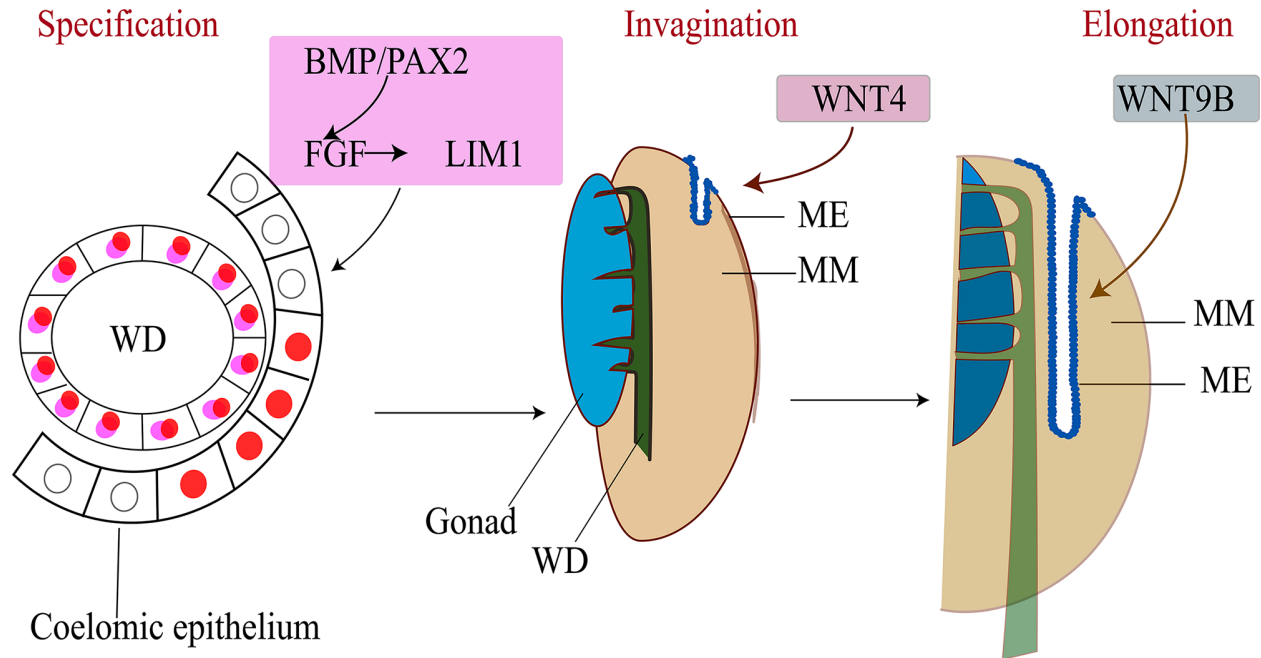 Specification
BMP/PAX2
FGF LIM1
WD
Coelomic epithelium
Invagination
WNT4
ME
MM
Gonad
WD
Elongation
WNT9B
MM
ME